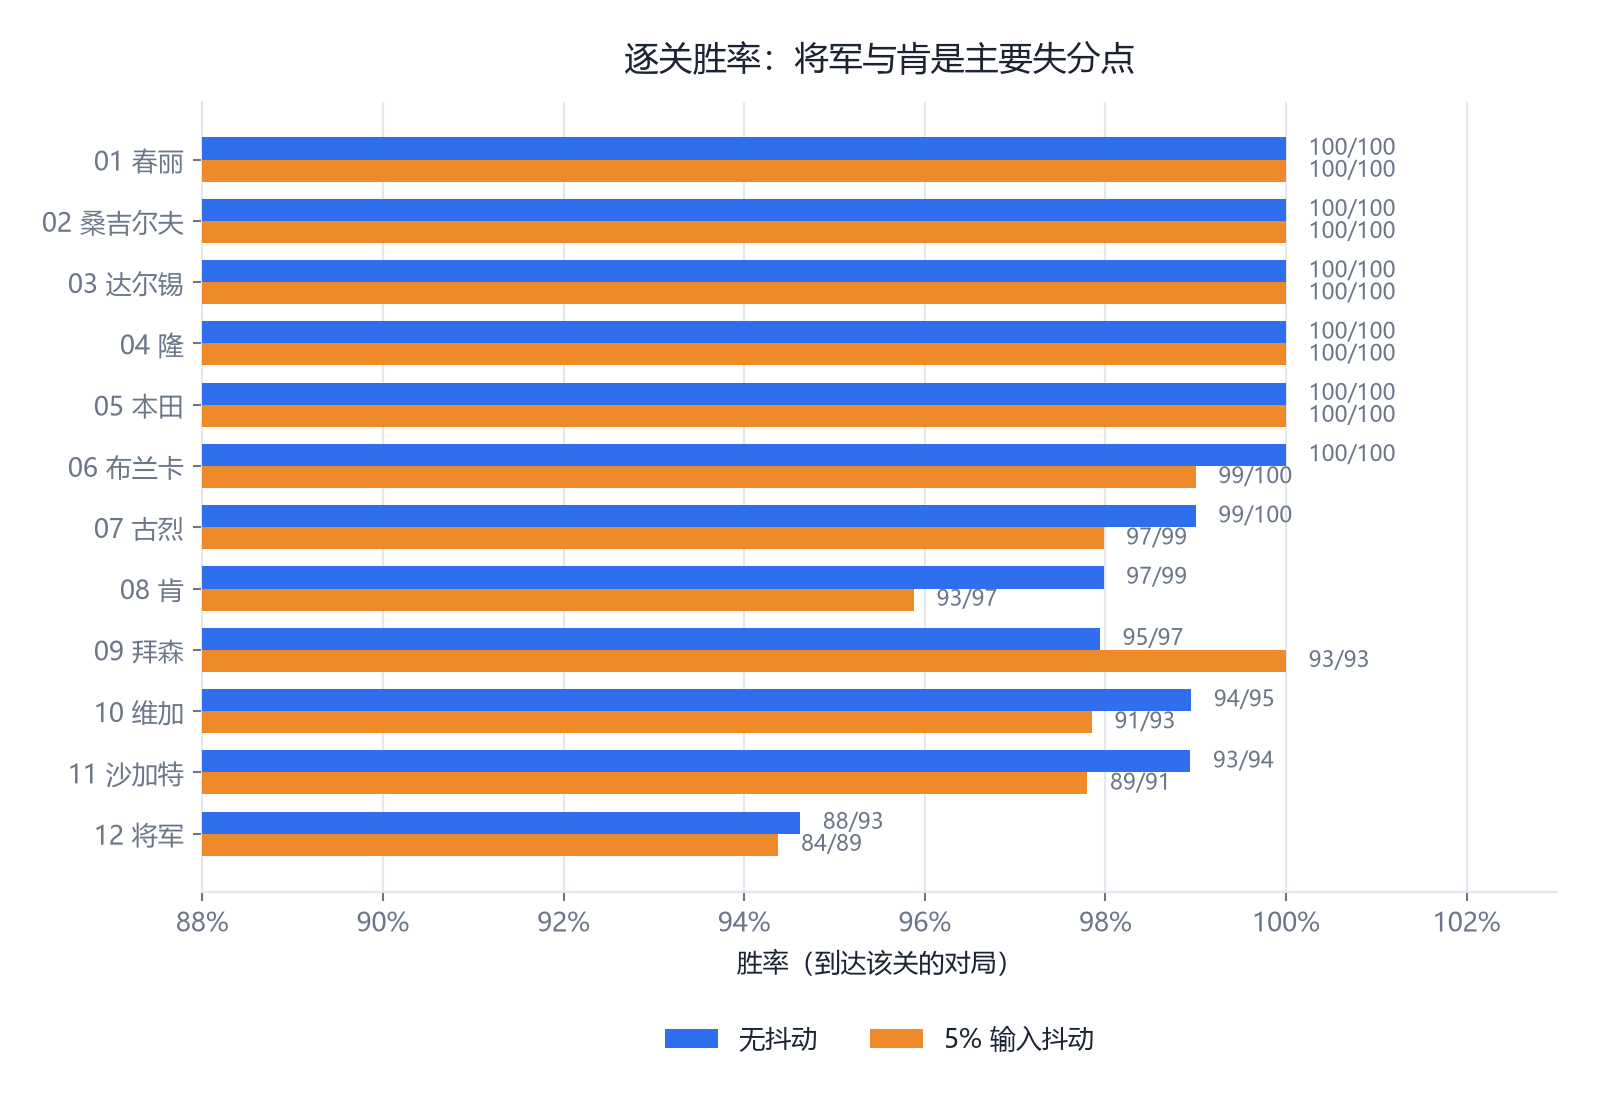 逐关胜率：将军与肯是主要失分点
01 春丽
100/100
100/100
02 桑吉尔夫
100/100
100/100
03 达尔锡
100/100
100/100
04 隆
100/100
100/100
05 本田
100/100
100/100
06 布兰卡
100/100
99/100
07 古烈
99/100
97/99
08 肯
97/99
93/97
09 拜森
95/97
93/93
10 维加
94/95
91/93
11 沙加特
93/94
89/91
12 将军
88/93
84/89
88%
90%
92%
94%
96%
98%
100%
102%
胜率（到达该关的对局）
无抖动
5% 输入抖动